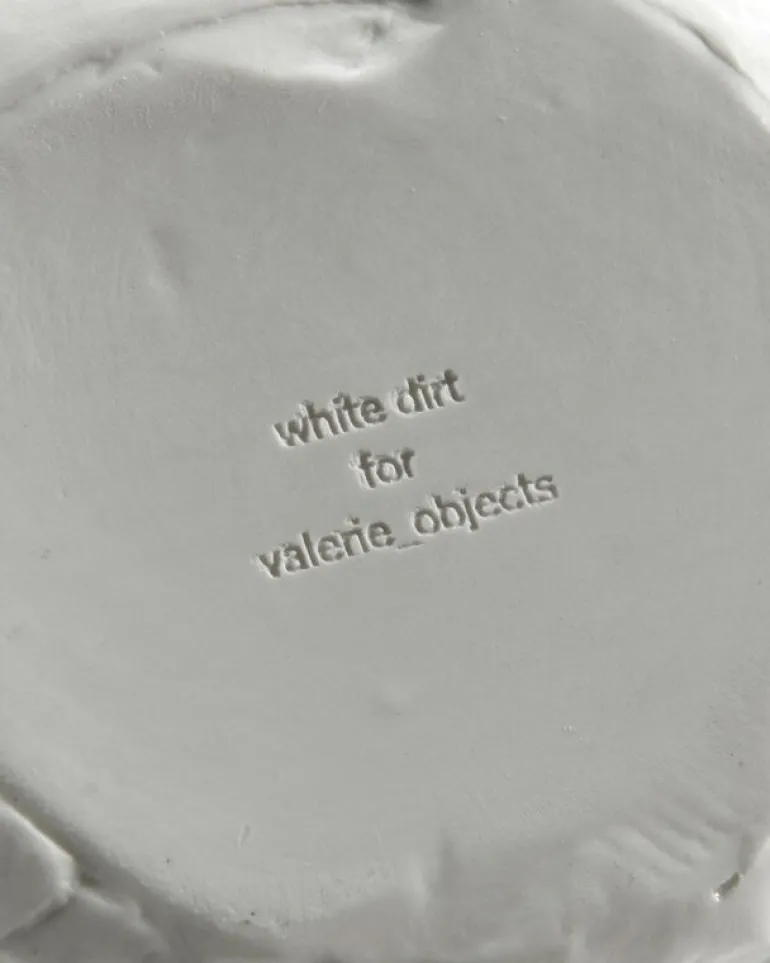 white dirt
for
valerie_objects